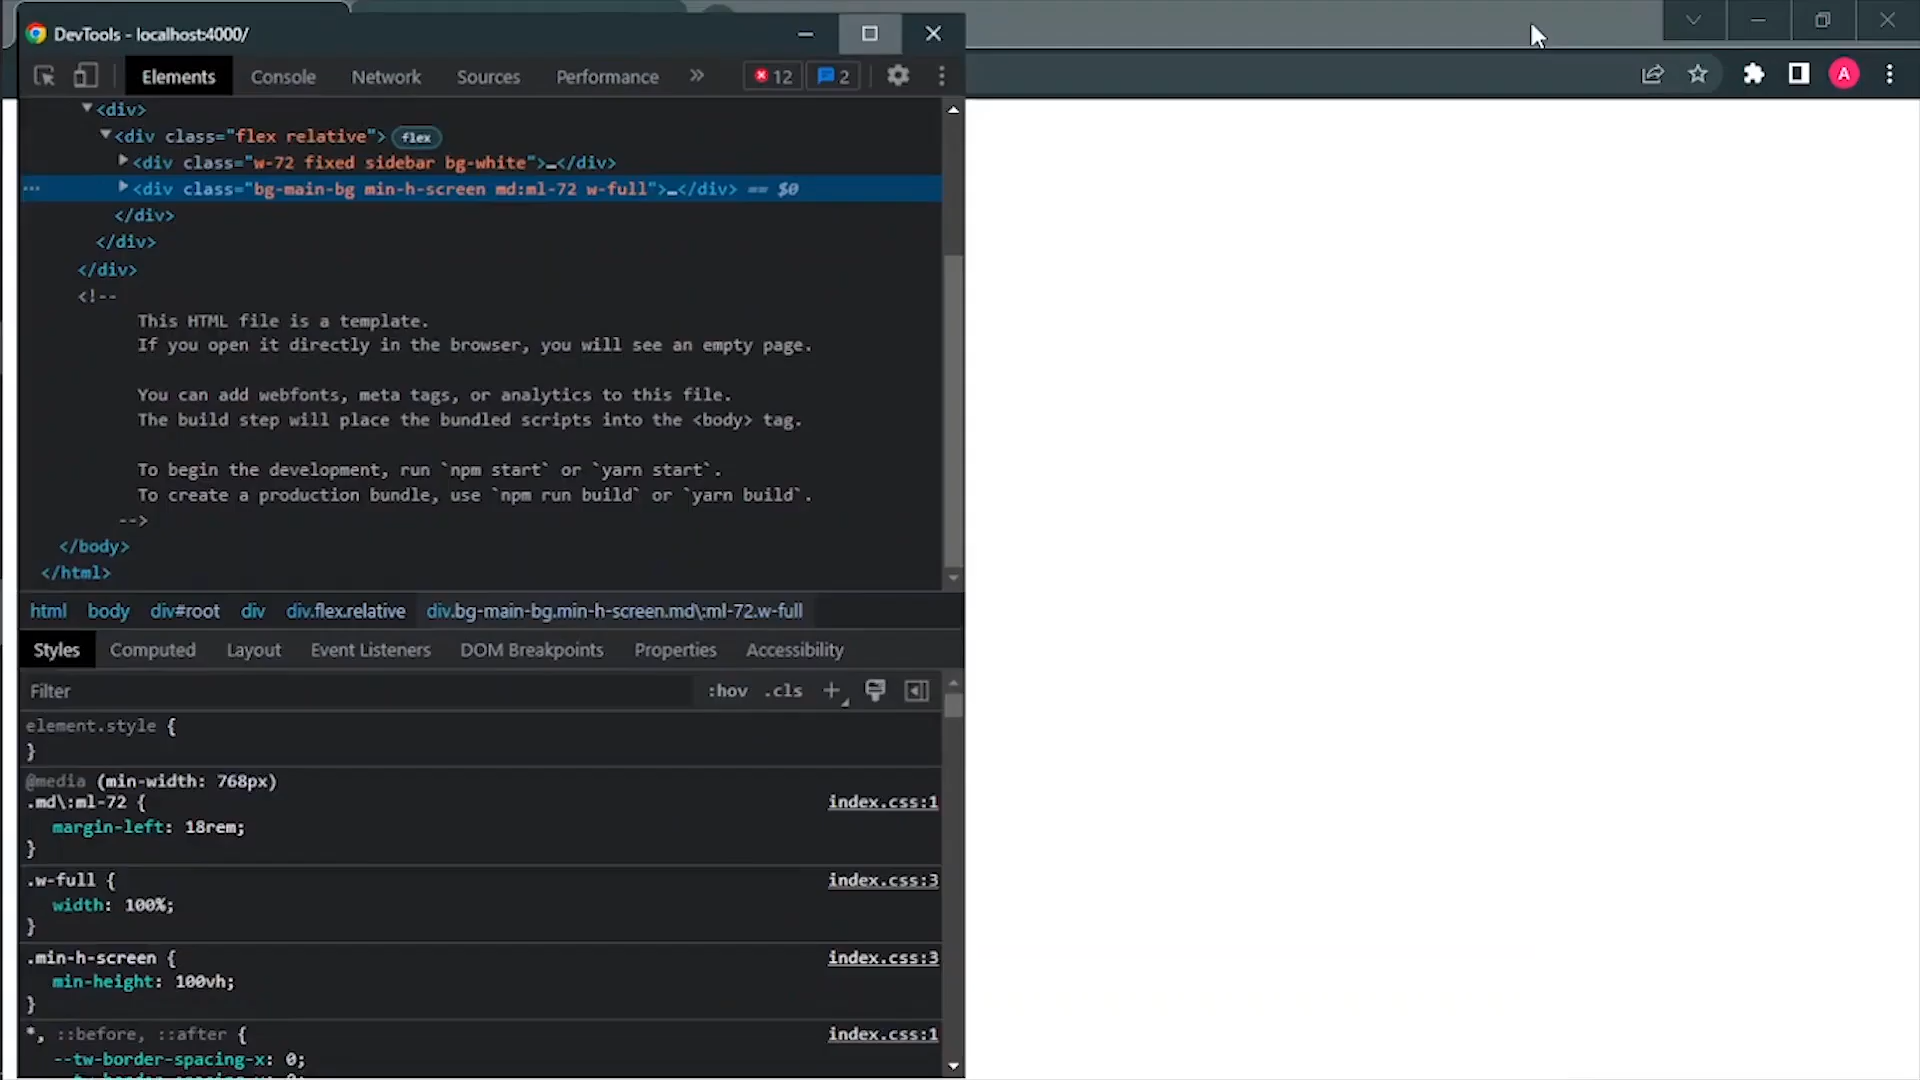 DevTools - localhost:4000/
Elements Console Network Sources Performance » 12 2
<div>
<div class="flex relative"> flex
<div class="w-72 fixed sidebar bg-white">…</div>
<div class="bg-main-bg min-h-screen md:ml-72 w-full">…</div> == $0
</div>
</div>
</div>
<!--
This HTML file is a template.
If you open it directly in the browser, you will see an empty page.
You can add webfonts, meta tags, or analytics to this file.
The build step will place the bundled scripts into the <body> tag.
To begin the development, run `npm start` or `yarn start`.
To create a production bundle, use `npm run build` or `yarn build`.
-->
</body>
</html>
html body div#root div div.flex.relative div.bg-main-bg.min-h-screen.md\:ml-72.w-full
Styles Computed Layout Event Listeners DOM Breakpoints Properties Accessibility
Filter :hov .cls +
element.style {
}
@media (min-width: 768px)
.md\:ml-72 { index.css:1
margin-left: 18rem;
}
.w-full { index.css:3
width: 100%;
}
.min-h-screen { index.css:3
min-height: 100vh;
}
*, ::before, ::after { index.css:1
--tw-border-spacing-x: 0;
A